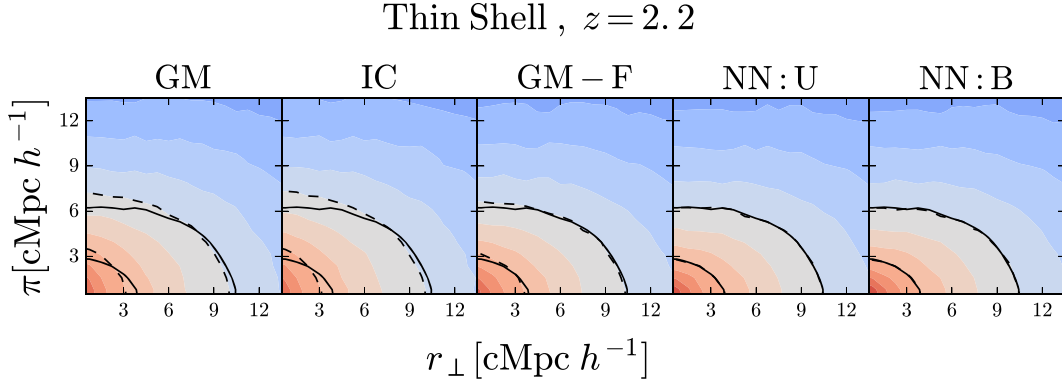 Thin Shell , z = 2.2
GM IC GM − F NN : U NN : B
π [cMpc h⁻¹]
12
9
6
3
3 6 9 12 3 6 9 12 3 6 9 12 3 6 9 12 3 6 9 12
r⊥ [cMpc h⁻¹]